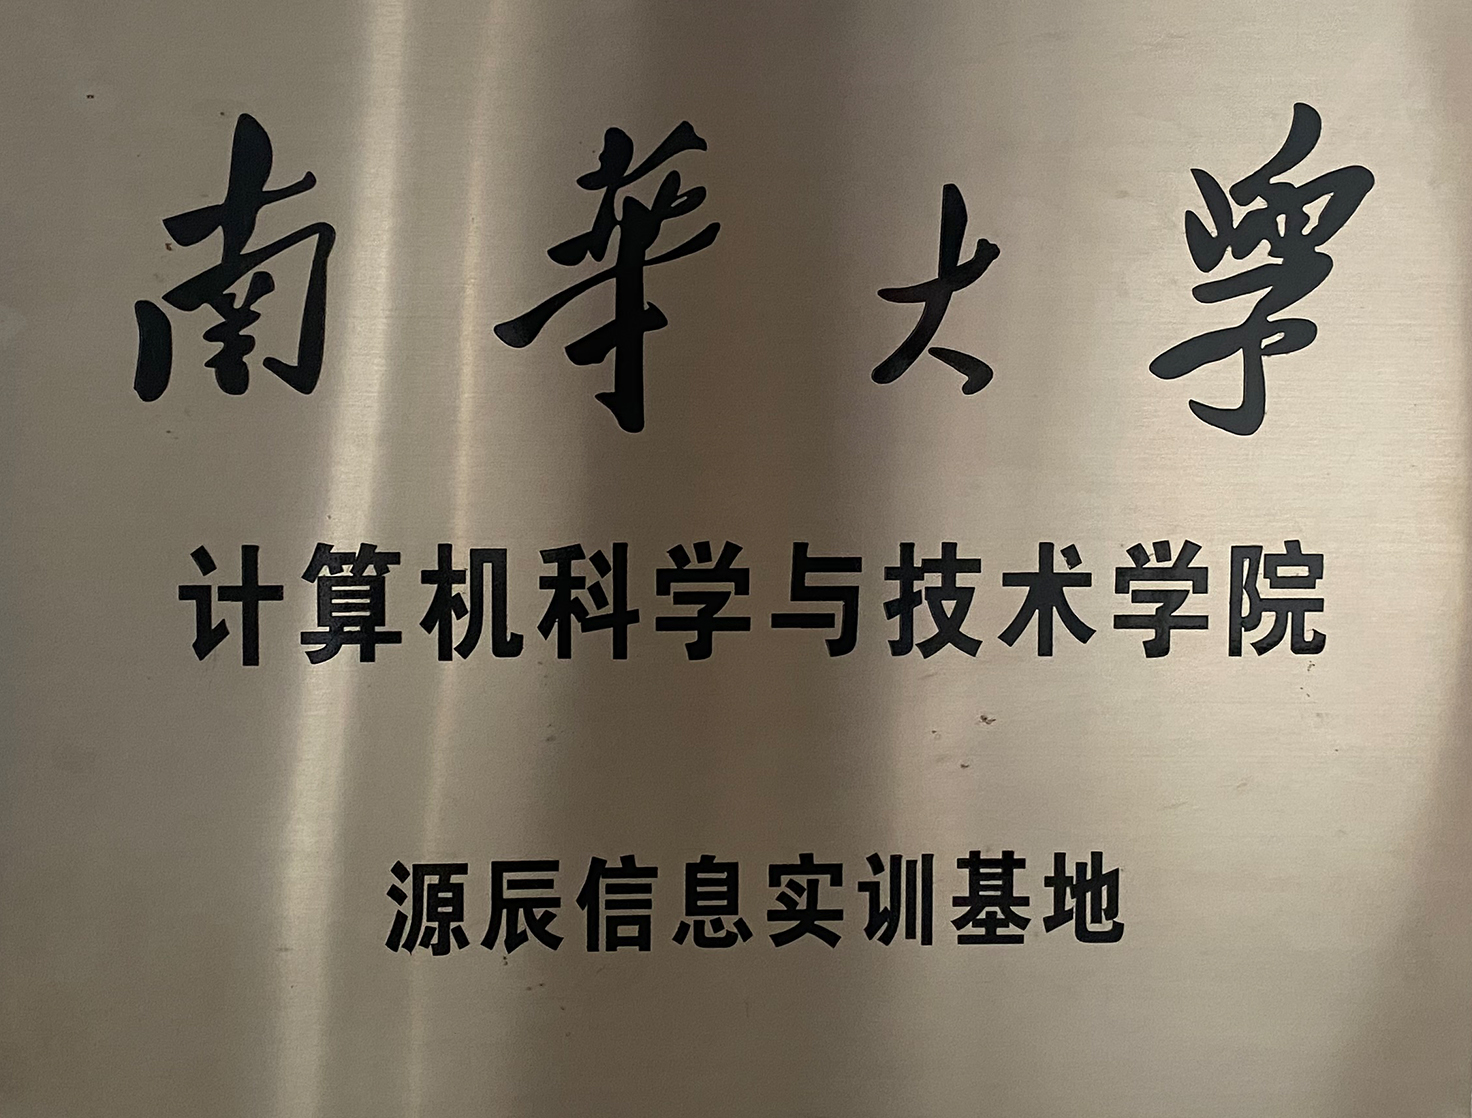 南華大学
计算机科学与技术学院
源辰信息实训基地